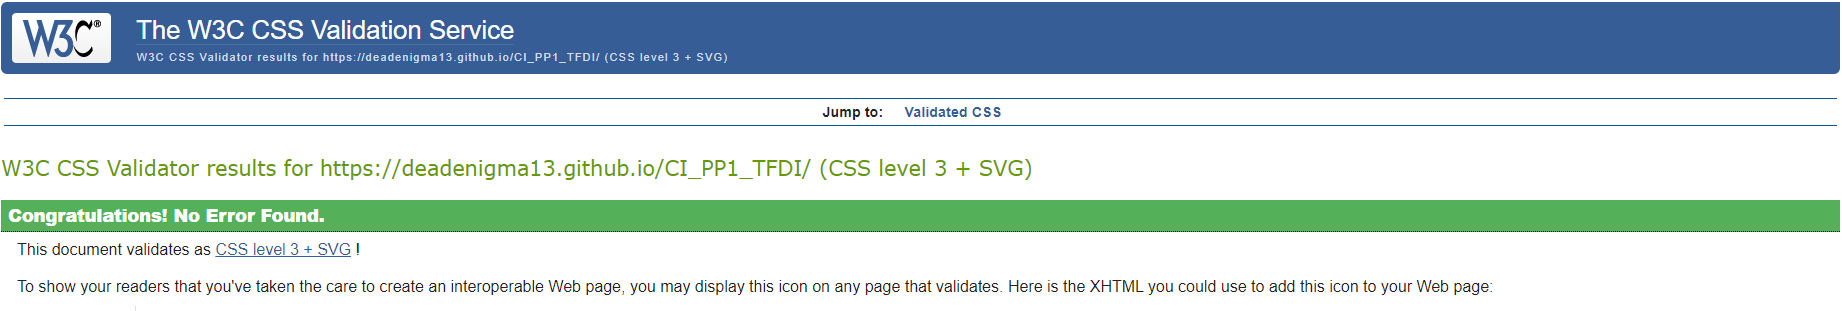 W3C®
The W3C CSS Validation Service
W3C CSS Validator results for https://deadenigma13.github.io/CI_PP1_TFDI/ (CSS level 3 + SVG)
Jump to: Validated CSS
W3C CSS Validator results for https://deadenigma13.github.io/CI_PP1_TFDI/ (CSS level 3 + SVG)
Congratulations! No Error Found.
This document validates as CSS level 3 + SVG !
To show your readers that you've taken the care to create an interoperable Web page, you may display this icon on any page that validates. Here is the XHTML you could use to add this icon to your Web page: